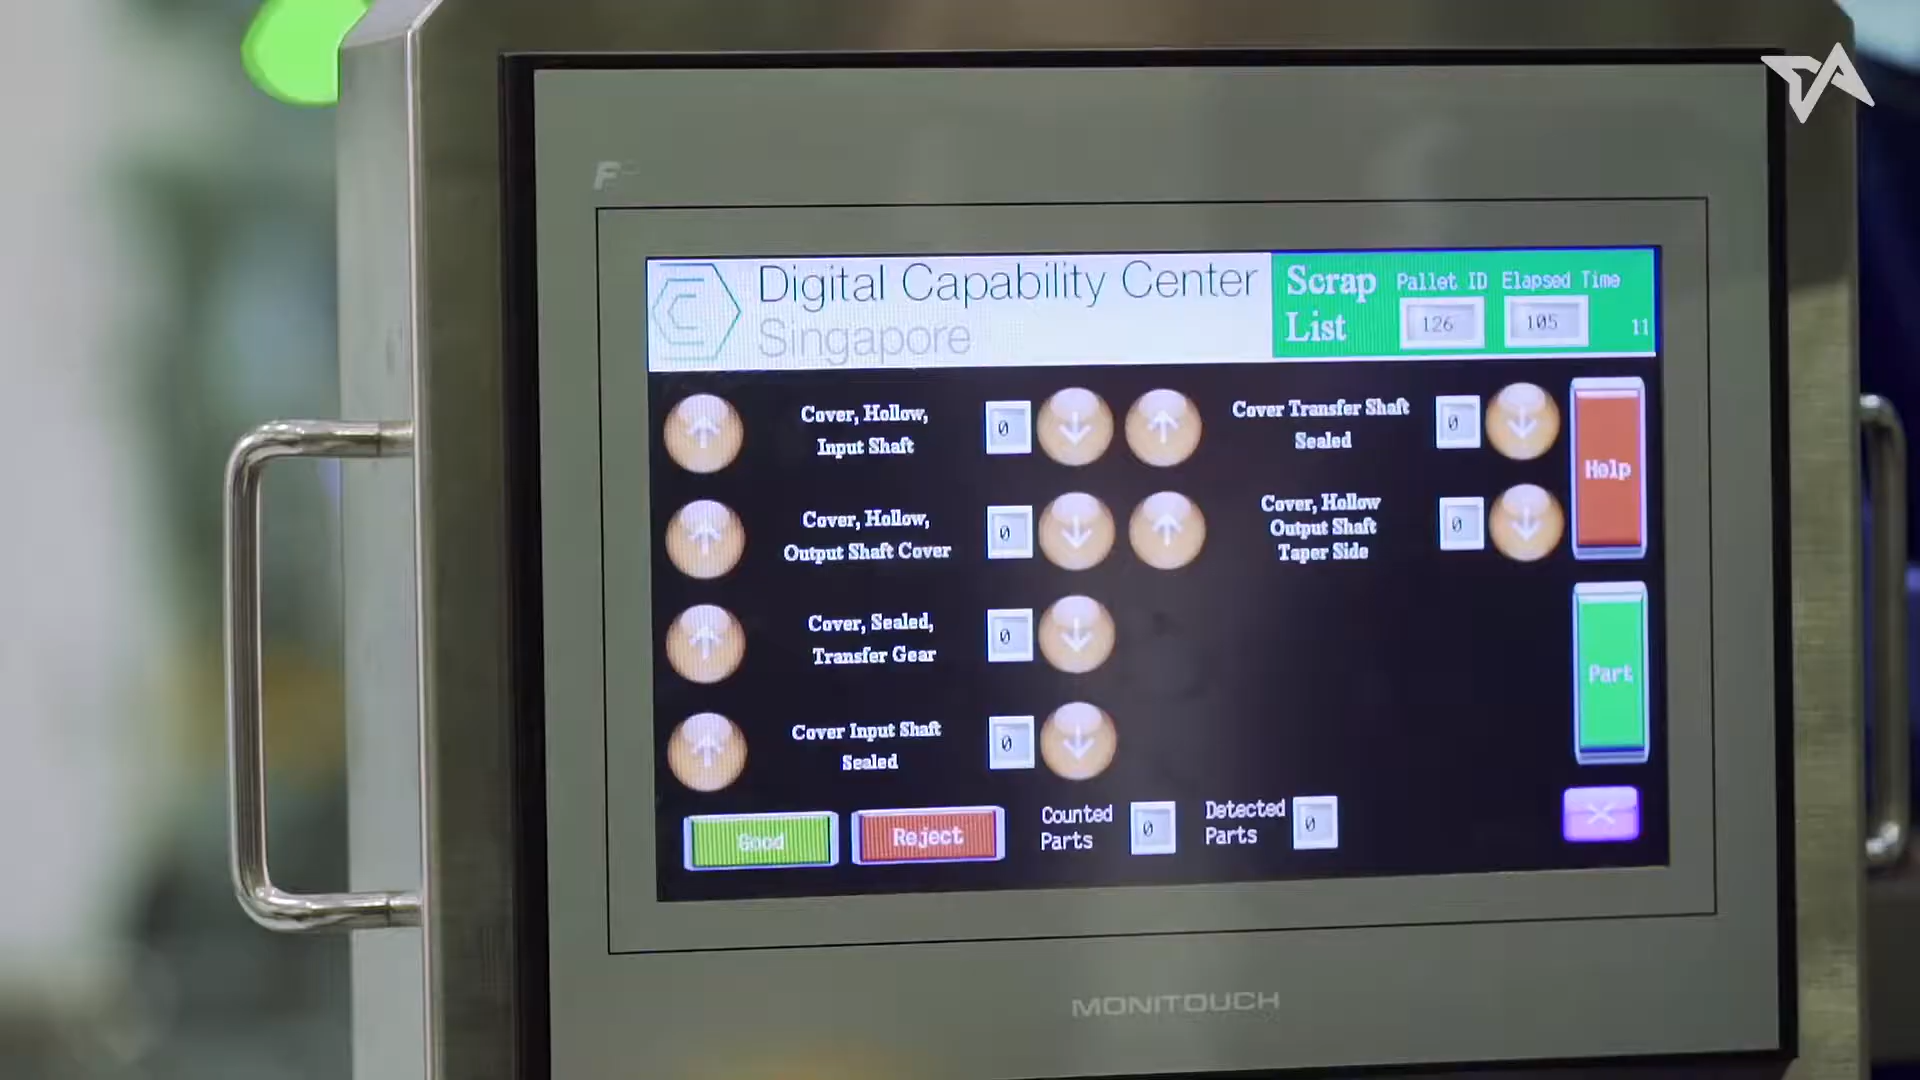 Digital Capability Center
Singapore
Scrap
List
Pallet ID
Elapsed Time
126
105
11
Cover, Hollow,
Input Shaft
0
Cover Transfer Shaft
Sealed
0
Help
Cover, Hollow,
Output Shaft Cover
0
Cover, Hollow
Output Shaft
Taper Side
0
Cover, Sealed,
Transfer Gear
0
Part
Cover Input Shaft
Sealed
0
Good
Reject
Counted
Parts
0
Detected
Parts
0
MONITOUCH